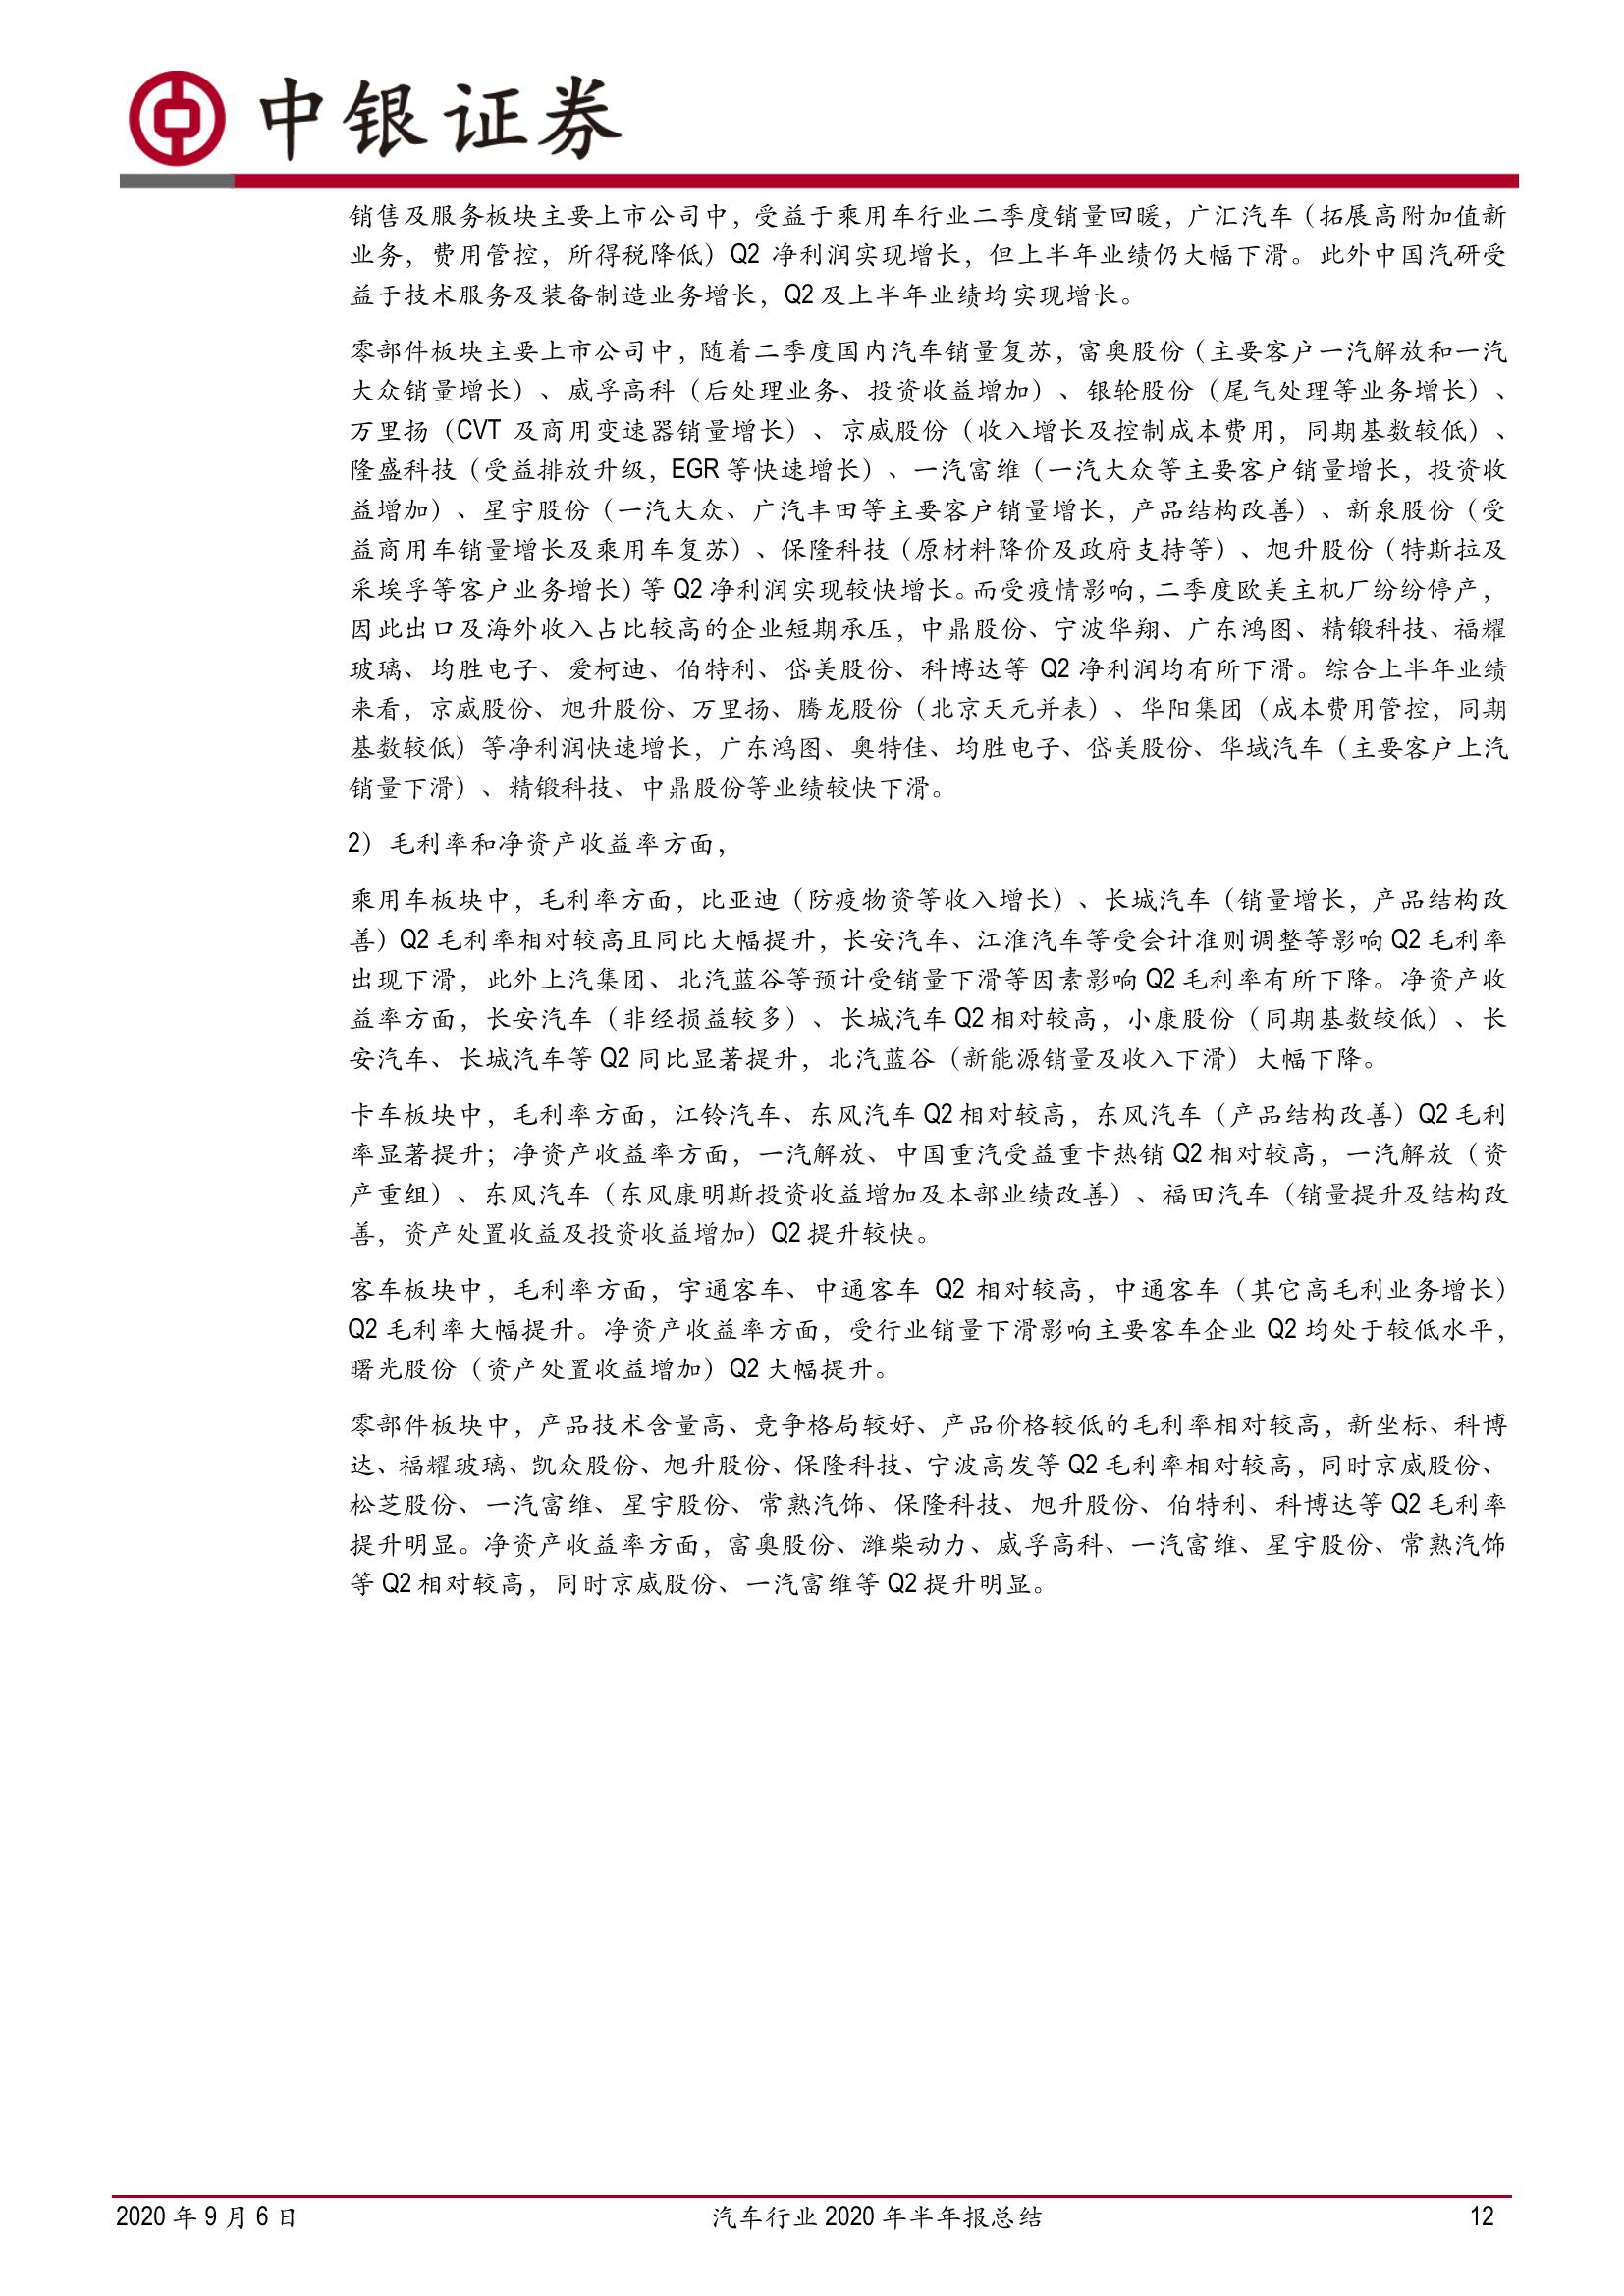 中银证券
销售及服务板块主要上市公司中，受益于乘用车行业二季度销量回暖，广汇汽车（拓展高附加值新
业务，费用管控，所得税降低）Q2 净利润实现增长，但上半年业绩仍大幅下滑。此外中国汽研受
益于技术服务及装备制造业务增长，Q2 及上半年业绩均实现增长。
零部件板块主要上市公司中，随着二季度国内汽车销量复苏，富奥股份（主要客户一汽解放和一汽
大众销量增长）、威孚高科（后处理业务、投资收益增加）、银轮股份（尾气处理等业务增长）、
万里扬（CVT 及商用变速器销量增长）、京威股份（收入增长及控制成本费用，同期基数较低）、
隆盛科技（受益排放升级，EGR 等快速增长）、一汽富维（一汽大众等主要客户销量增长，投资收
益增加）、星宇股份（一汽大众、广汽丰田等主要客户销量增长，产品结构改善）、新泉股份（受
益商用车销量增长及乘用车复苏）、保隆科技（原材料降价及政府支持等）、旭升股份（特斯拉及
采埃孚等客户业务增长）等 Q2 净利润实现较快增长。而受疫情影响，二季度欧美主机厂纷纷停产，
因此出口及海外收入占比较高的企业短期承压，中鼎股份、宁波华翔、广东鸿图、精锻科技、福耀
玻璃、均胜电子、爱柯迪、伯特利、岱美股份、科博达等 Q2 净利润均有所下滑。综合上半年业绩
来看，京威股份、旭升股份、万里扬、腾龙股份（北京天元并表）、华阳集团（成本费用管控，同期
基数较低）等净利润快速增长，广东鸿图、奥特佳、均胜电子、岱美股份、华域汽车（主要客户上汽
销量下滑）、精锻科技、中鼎股份等业绩较快下滑。
2）毛利率和净资产收益率方面，
乘用车板块中，毛利率方面，比亚迪（防疫物资等收入增长）、长城汽车（销量增长，产品结构改
善）Q2 毛利率相对较高且同比大幅提升，长安汽车、江淮汽车等受会计准则调整等影响 Q2 毛利率
出现下滑，此外上汽集团、北汽蓝谷等预计受销量下滑等因素影响 Q2 毛利率有所下降。净资产收
益率方面，长安汽车（非经损益较多）、长城汽车 Q2 相对较高，小康股份（同期基数较低）、长
安汽车、长城汽车等 Q2 同比显著提升，北汽蓝谷（新能源销量及收入下滑）大幅下降。
卡车板块中，毛利率方面，江铃汽车、东风汽车 Q2 相对较高，东风汽车（产品结构改善）Q2 毛利
率显著提升；净资产收益率方面，一汽解放、中国重汽受益重卡热销 Q2 相对较高，一汽解放（资
产重组）、东风汽车（东风康明斯投资收益增加及本部业绩改善）、福田汽车（销量提升及结构改
善，资产处置收益及投资收益增加）Q2 提升较快。
客车板块中，毛利率方面，宇通客车、中通客车 Q2 相对较高，中通客车（其它高毛利业务增长）
Q2 毛利率大幅提升。净资产收益率方面，受行业销量下滑影响主要客车企业 Q2 均处于较低水平，
曙光股份（资产处置收益增加）Q2 大幅提升。
零部件板块中，产品技术含量高、竞争格局较好、产品价格较低的毛利率相对较高，新坐标、科博
达、福耀玻璃、凯众股份、旭升股份、保隆科技、宁波高发等 Q2 毛利率相对较高，同时京威股份、
松芝股份、一汽富维、星宇股份、常熟汽饰、保隆科技、旭升股份、伯特利、科博达等 Q2 毛利率
提升明显。净资产收益率方面，富奥股份、潍柴动力、威孚高科、一汽富维、星宇股份、常熟汽饰
等 Q2 相对较高，同时京威股份、一汽富维等 Q2 提升明显。
2020 年 9 月 6 日
汽车行业 2020 年半年报总结
12